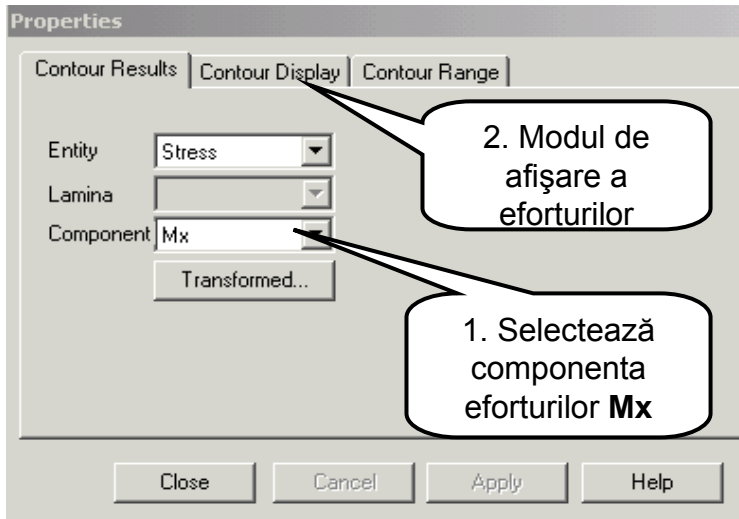 Properties
Contour Results Contour Display Contour Range
Entity Stress
Lamina
Component Mx
Transformed...
2. Modul de
afişare a
eforturilor
1. Selectează
componenta
eforturilor Mx
Close Cancel Apply Help